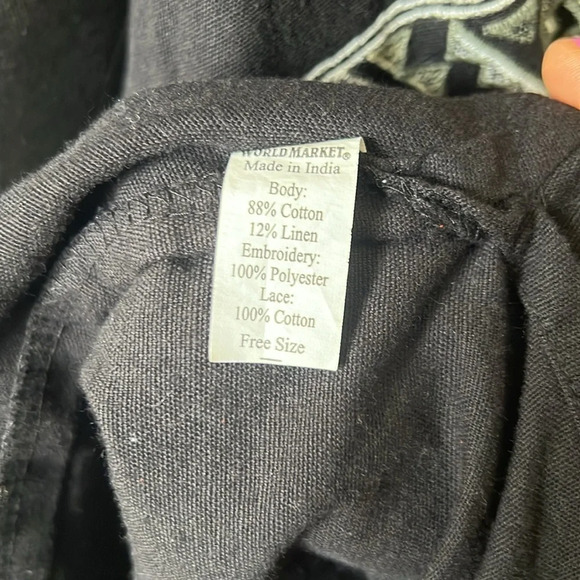 WORLD MARKET®
Made in India
Body:
88% Cotton
12% Linen
Embroidery:
100% Polyester
Lace:
100% Cotton
Free Size